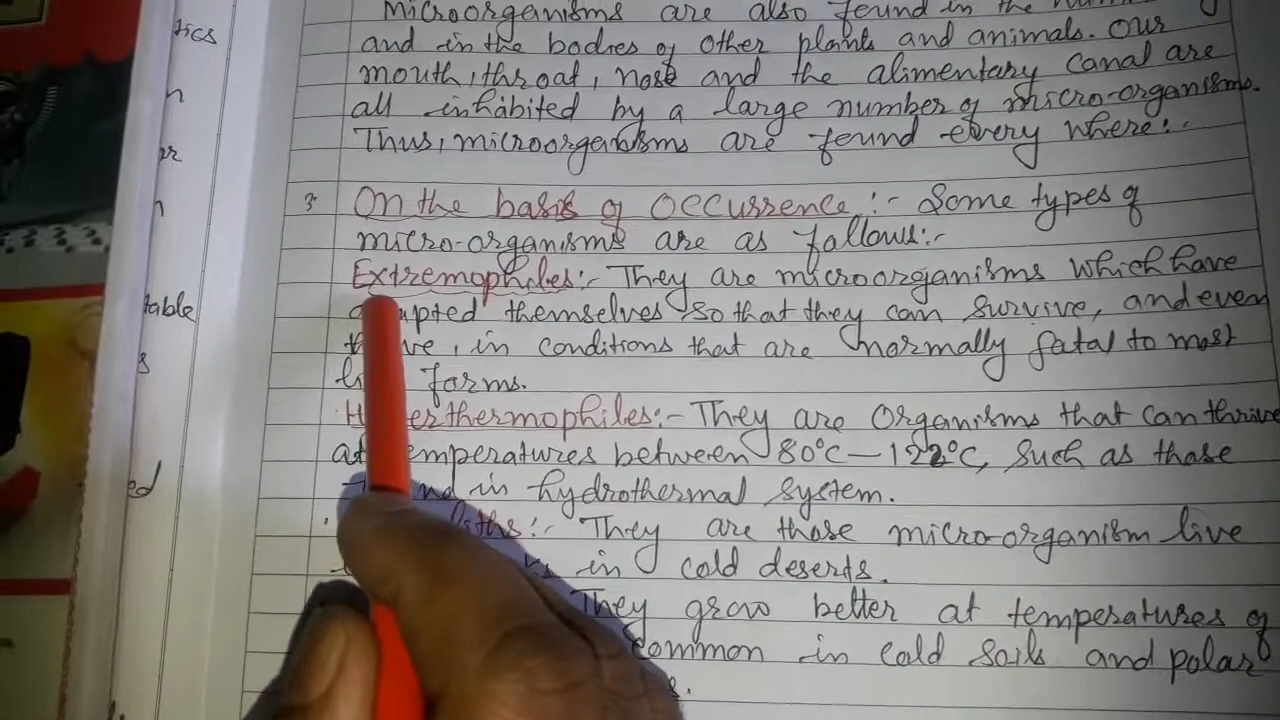 tics
n
or
n
table
s
ed
Microorganisms are also found in the
and in the bodies of other plants and animals. Our
mouth, throat, nose and the alimentary canal are
all inhabited by a large number of micro-organisms.
Thus, microorganisms are found every where:.
3 On the basis of Occurrence:- Some types of
micro-organisms are as follows:-
Extremophiles:- They are microorganisms which have
themselves so that they can survive, and even
in conditions that are normally fatal to most
forms.
They are Organisms that can thrive
at between 80°C-122°C, Such as those
in hydrothermal system.
They are those micro-organism live
in cold deserts.
They grow better at temperatures of
common in cold soils and polar